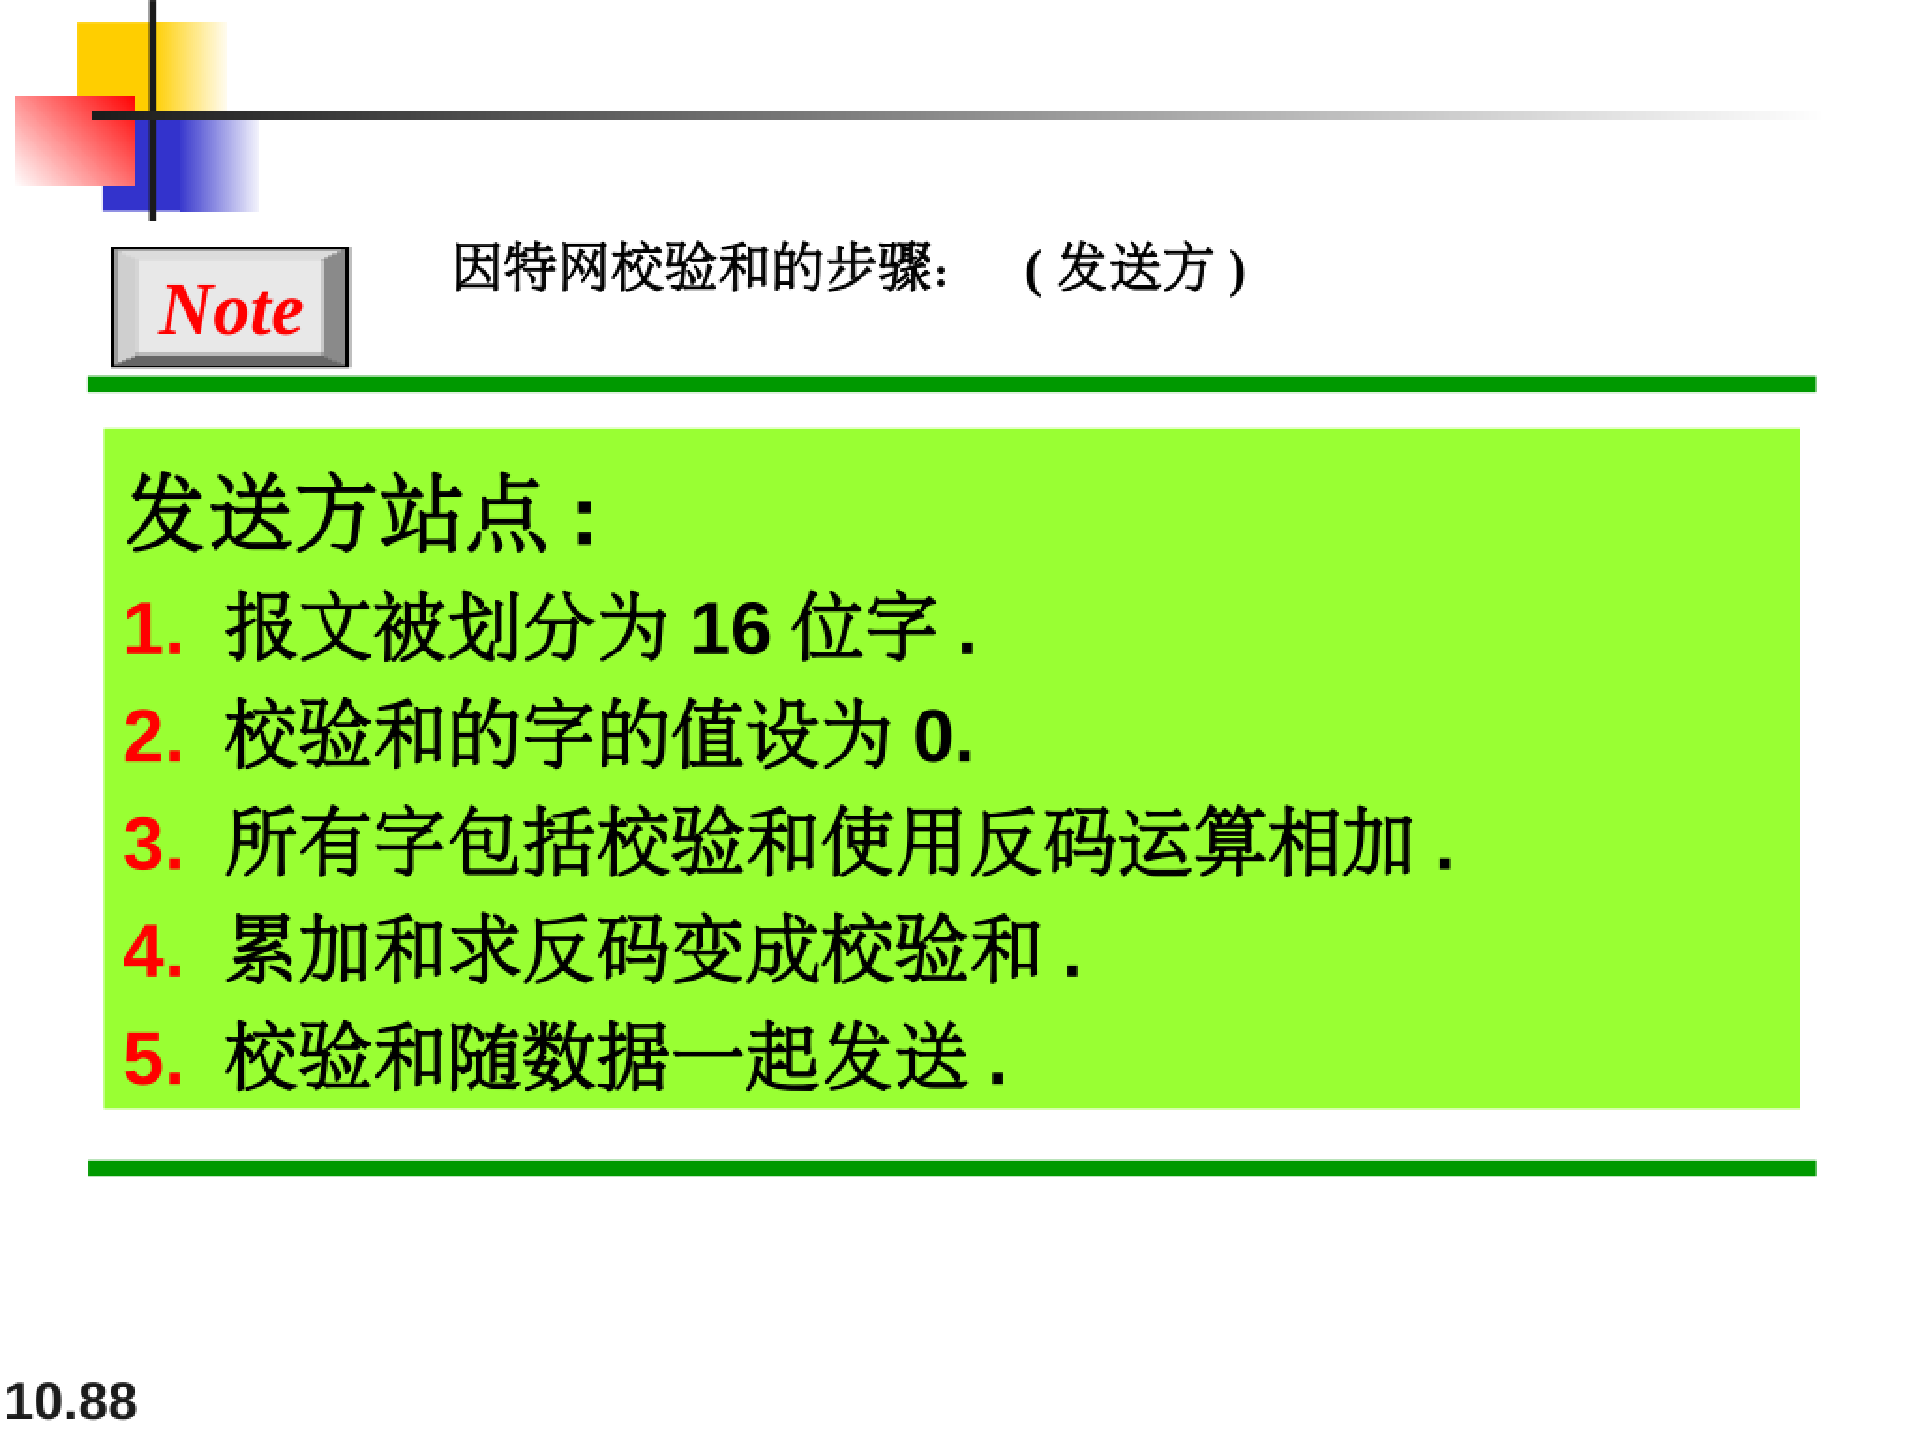 因特网校验和的步骤： ( 发送方 )
Note
发送方站点 :
1. 报文被划分为 16 位字 .
2. 校验和的字的值设为 0.
3. 所有字包括校验和使用反码运算相加 .
4. 累加和求反码变成校验和 .
5. 校验和随数据一起发送 .
10.88